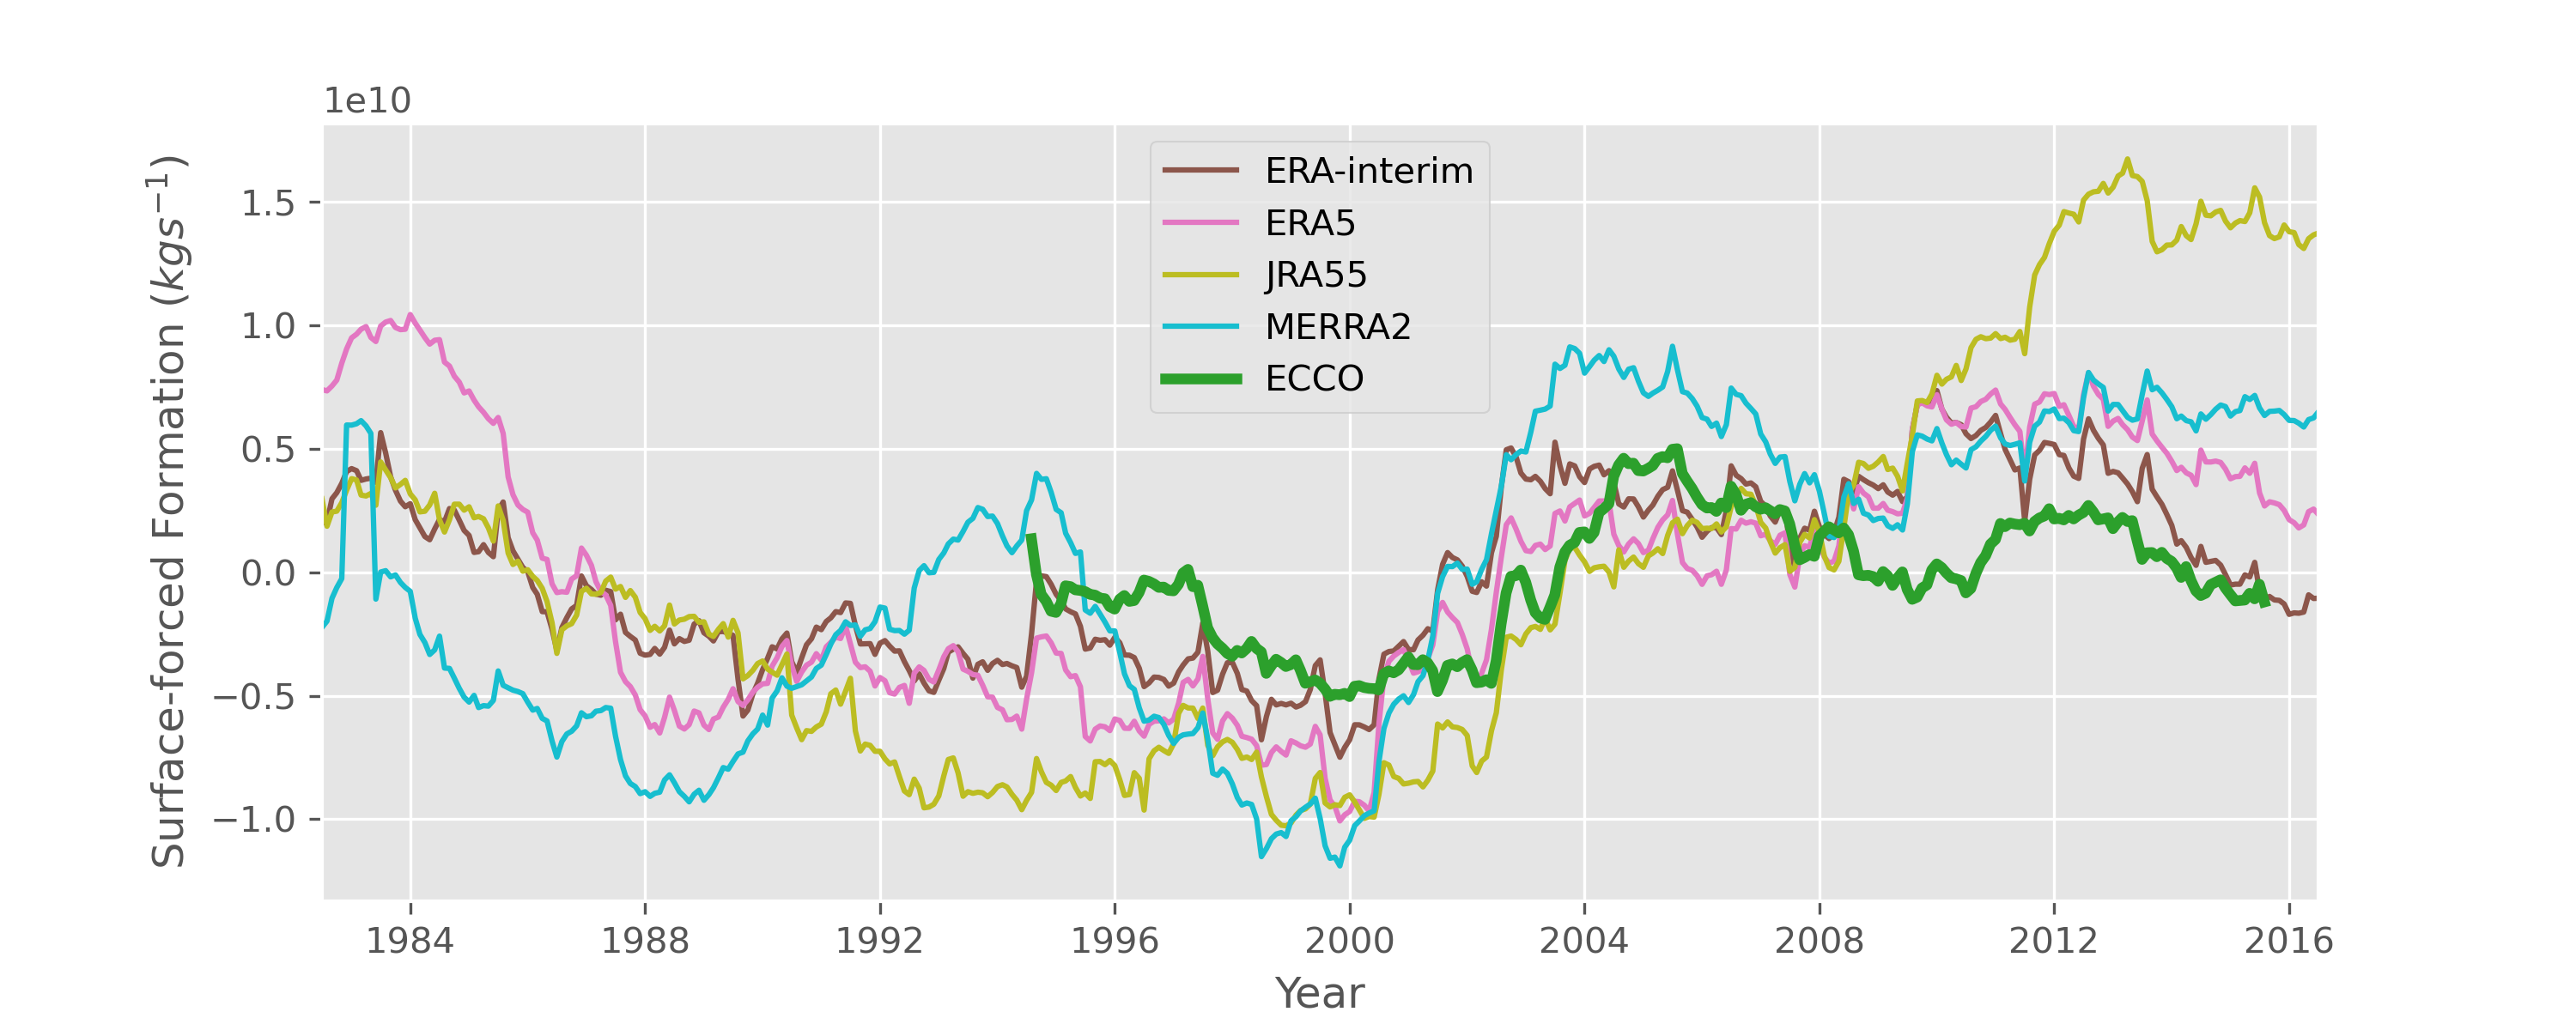 1e10
Surface-forced Formation (kgs⁻¹)
1.5
1.0
0.5
0.0
−0.5
−1.0
ERA-interim
ERA5
JRA55
MERRA2
ECCO
1984 1988 1992 1996 2000 2004 2008 2012 2016
Year